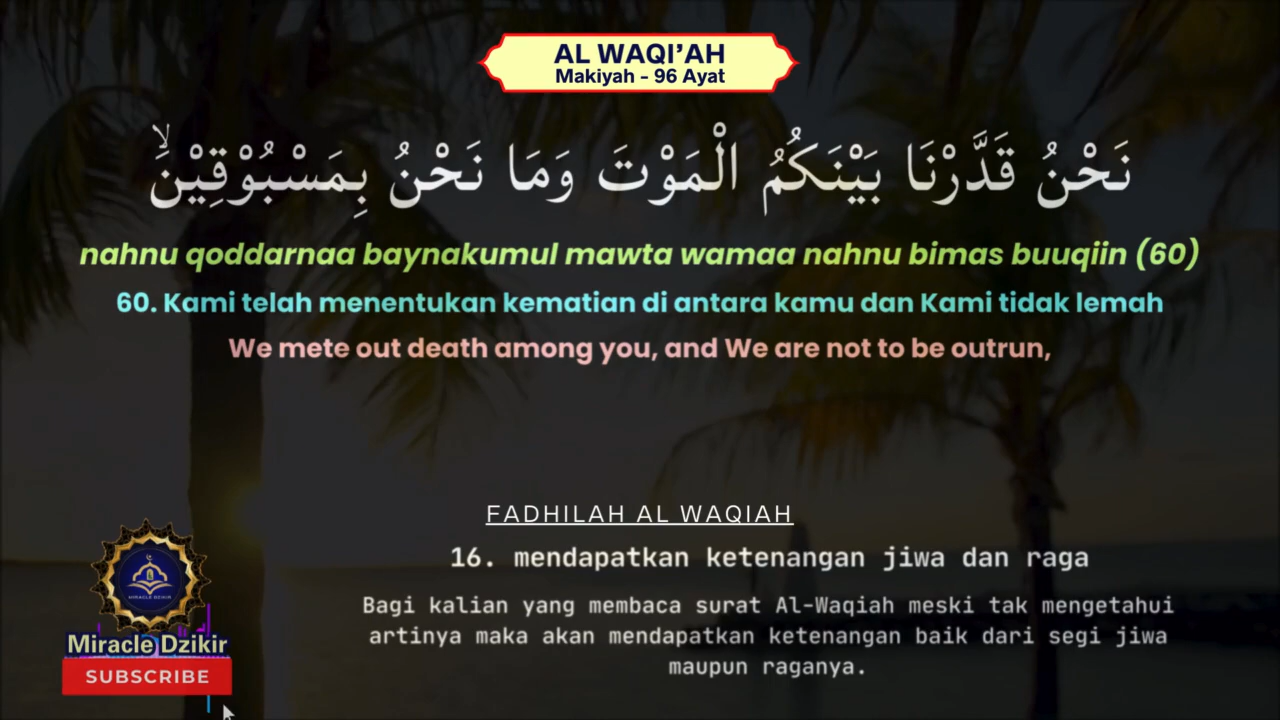 AL WAQI’AH
Makiyah - 96 Ayat
نَحْنُ قَدَّرْنَا بَيْنَكُمُ الْمَوْتَ وَمَا نَحْنُ بِمَسْبُوْقِيْنَۙ
nahnu qoddarnaa baynakumul mawta wamaa nahnu bimas buuqiin (60)
60. Kami telah menentukan kematian di antara kamu dan Kami tidak lemah
We mete out death among you, and We are not to be outrun,
FADHILAH AL WAQIAH
16. mendapatkan ketenangan jiwa dan raga
Bagi kalian yang membaca surat Al-Waqiah meski tak mengetahui
artinya maka akan mendapatkan ketenangan baik dari segi jiwa
maupun raganya.
MIRACLE DZIKIR
Miracle Dzikir
SUBSCRIBE